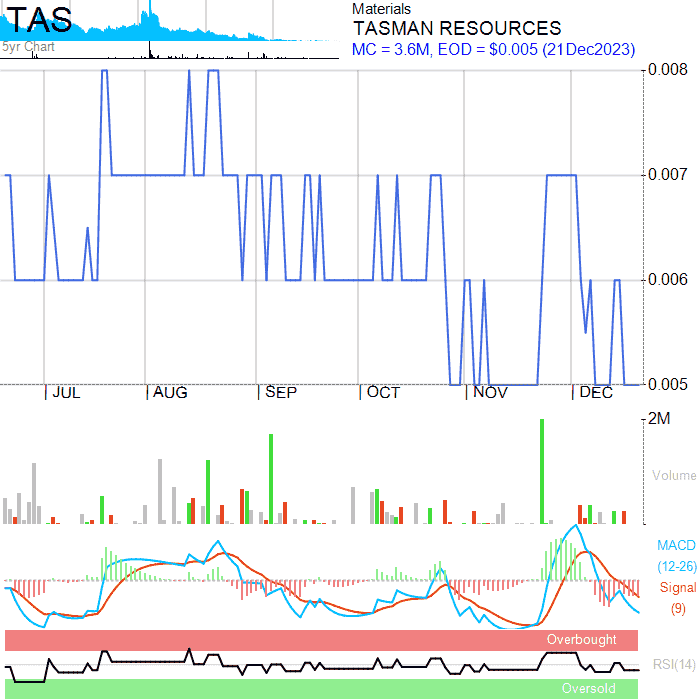 TAS
5yr Chart
Materials
TASMAN RESOURCES
MC = 3.6M, EOD = $0.005 (21Dec2023)
0.008
0.007
0.006
0.005
JUL AUG SEP OCT NOV DEC
2M
Volume
MACD
(12-26)
Signal
(9)
Overbought
RSI(14)
Oversold